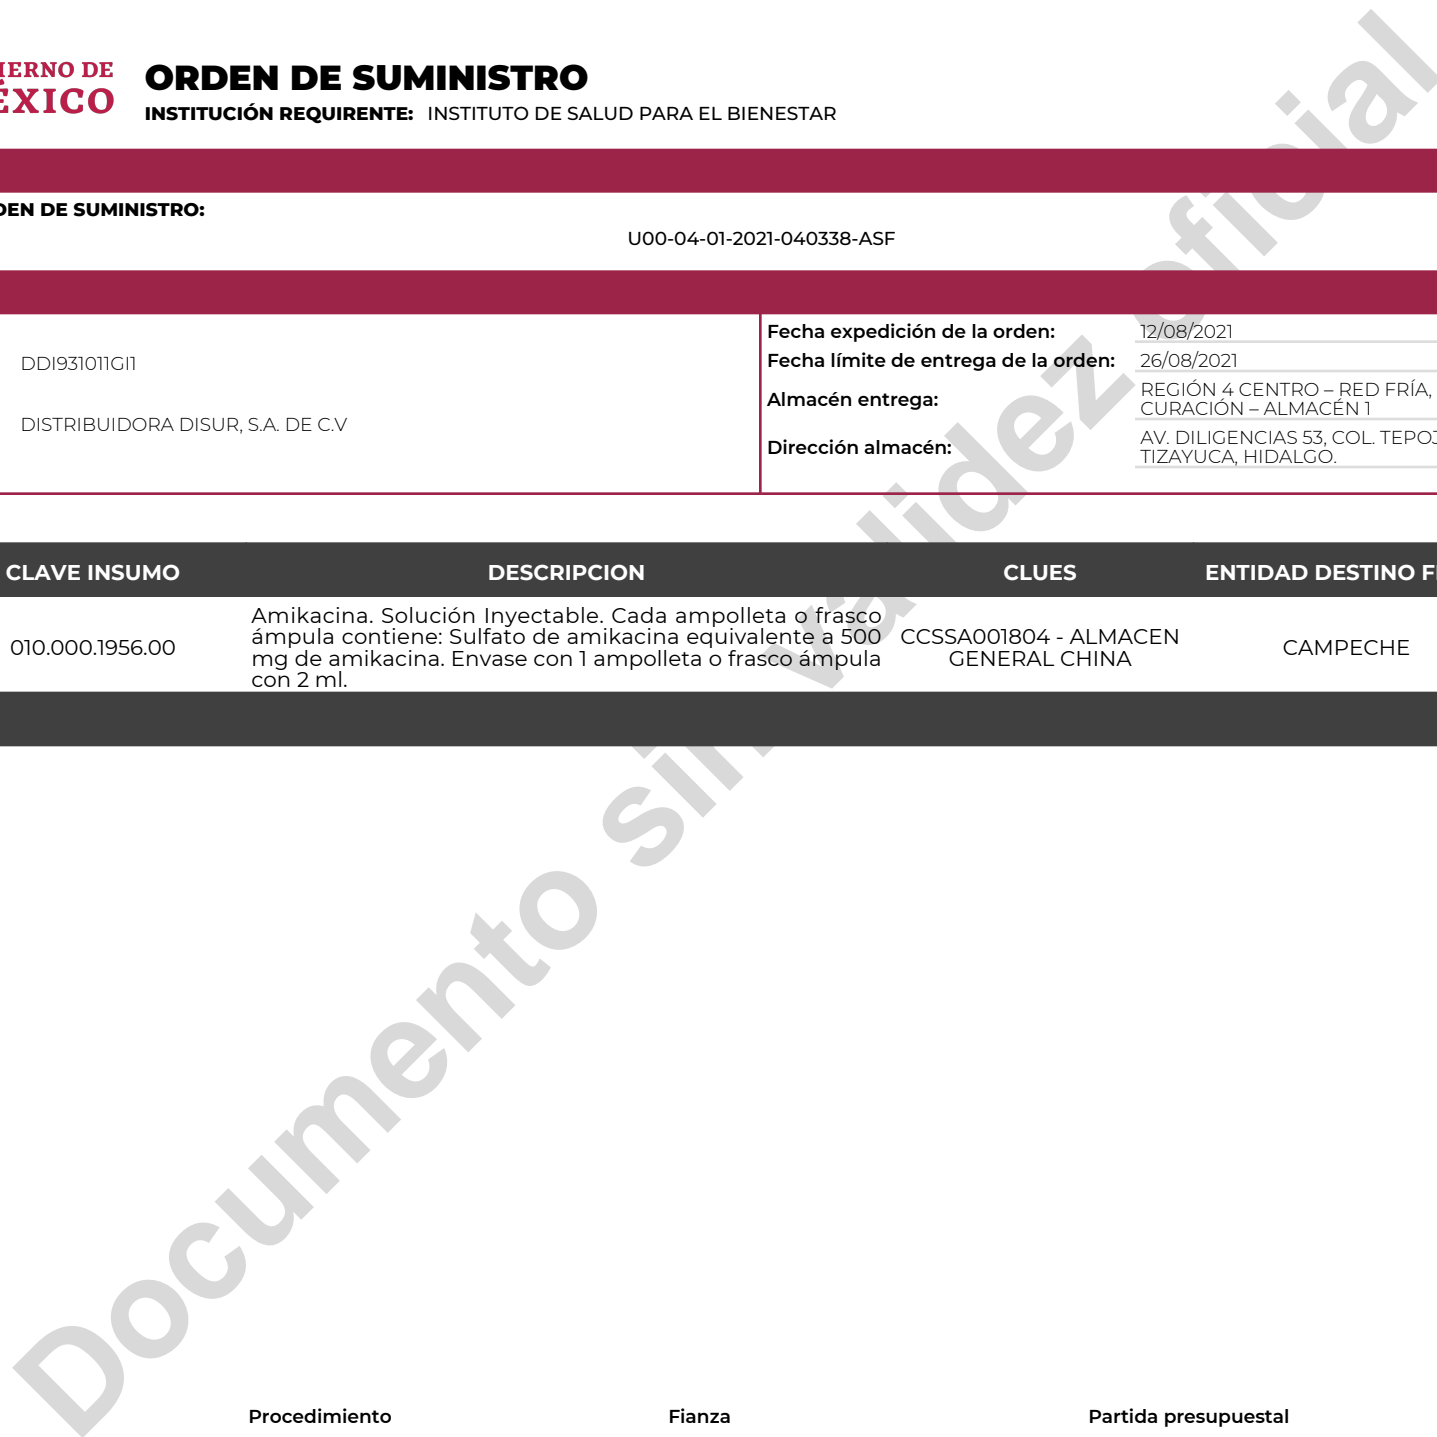 IERNO DE
ÉXICO
ORDEN DE SUMINISTRO
INSTITUCIÓN REQUIRENTE: INSTITUTO DE SALUD PARA EL BIENESTAR
DEN DE SUMINISTRO:
U00-04-01-2021-040338-ASF
DDI931011GI1
DISTRIBUIDORA DISUR, S.A. DE C.V
Fecha expedición de la orden: 12/08/2021
Fecha límite de entrega de la orden: 26/08/2021
Almacén entrega: REGIÓN 4 CENTRO – RED FRÍA,
CURACIÓN – ALMACÉN 1
Dirección almacén: AV. DILIGENCIAS 53, COL. TEPOJ
TIZAYUCA, HIDALGO.
CLAVE INSUMO DESCRIPCION CLUES ENTIDAD DESTINO F
010.000.1956.00
Amikacina. Solución Inyectable. Cada ampolleta o frasco
ámpula contiene: Sulfato de amikacina equivalente a 500
mg de amikacina. Envase con 1 ampolleta o frasco ámpula
con 2 ml.
CCSSA001804 - ALMACEN
GENERAL CHINA
CAMPECHE
Documento sin validez oficial
Procedimiento Fianza Partida presupuestal